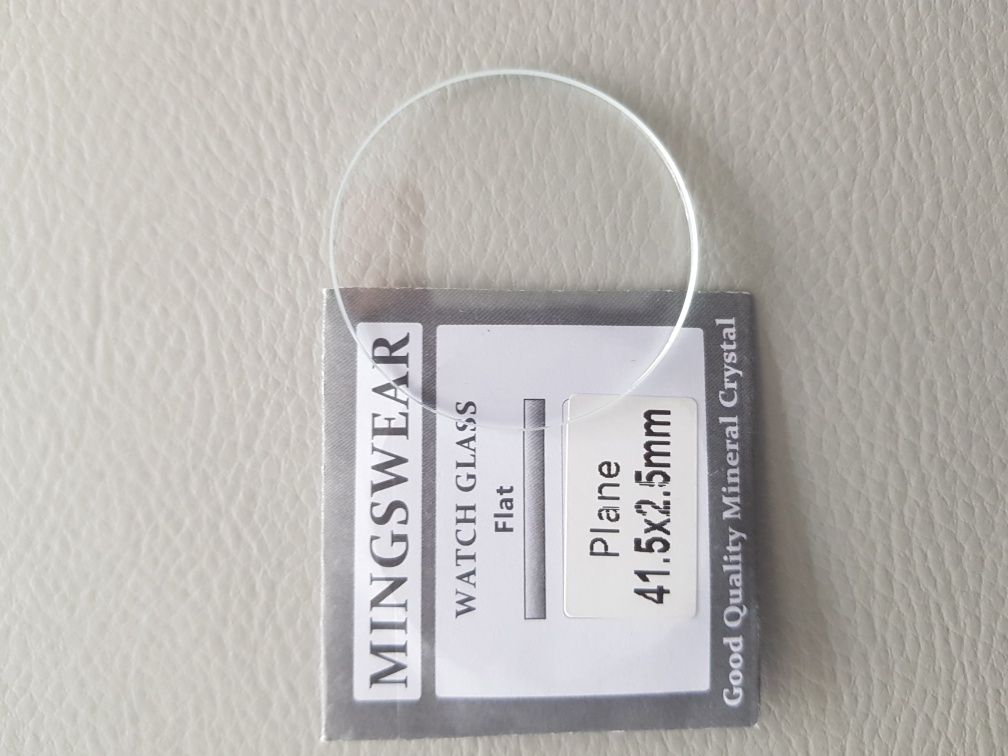 MINGSWEAR
WATCH GLASS
Flat
Plane
41.5x2.5mm
Good Quality Mineral Crystal